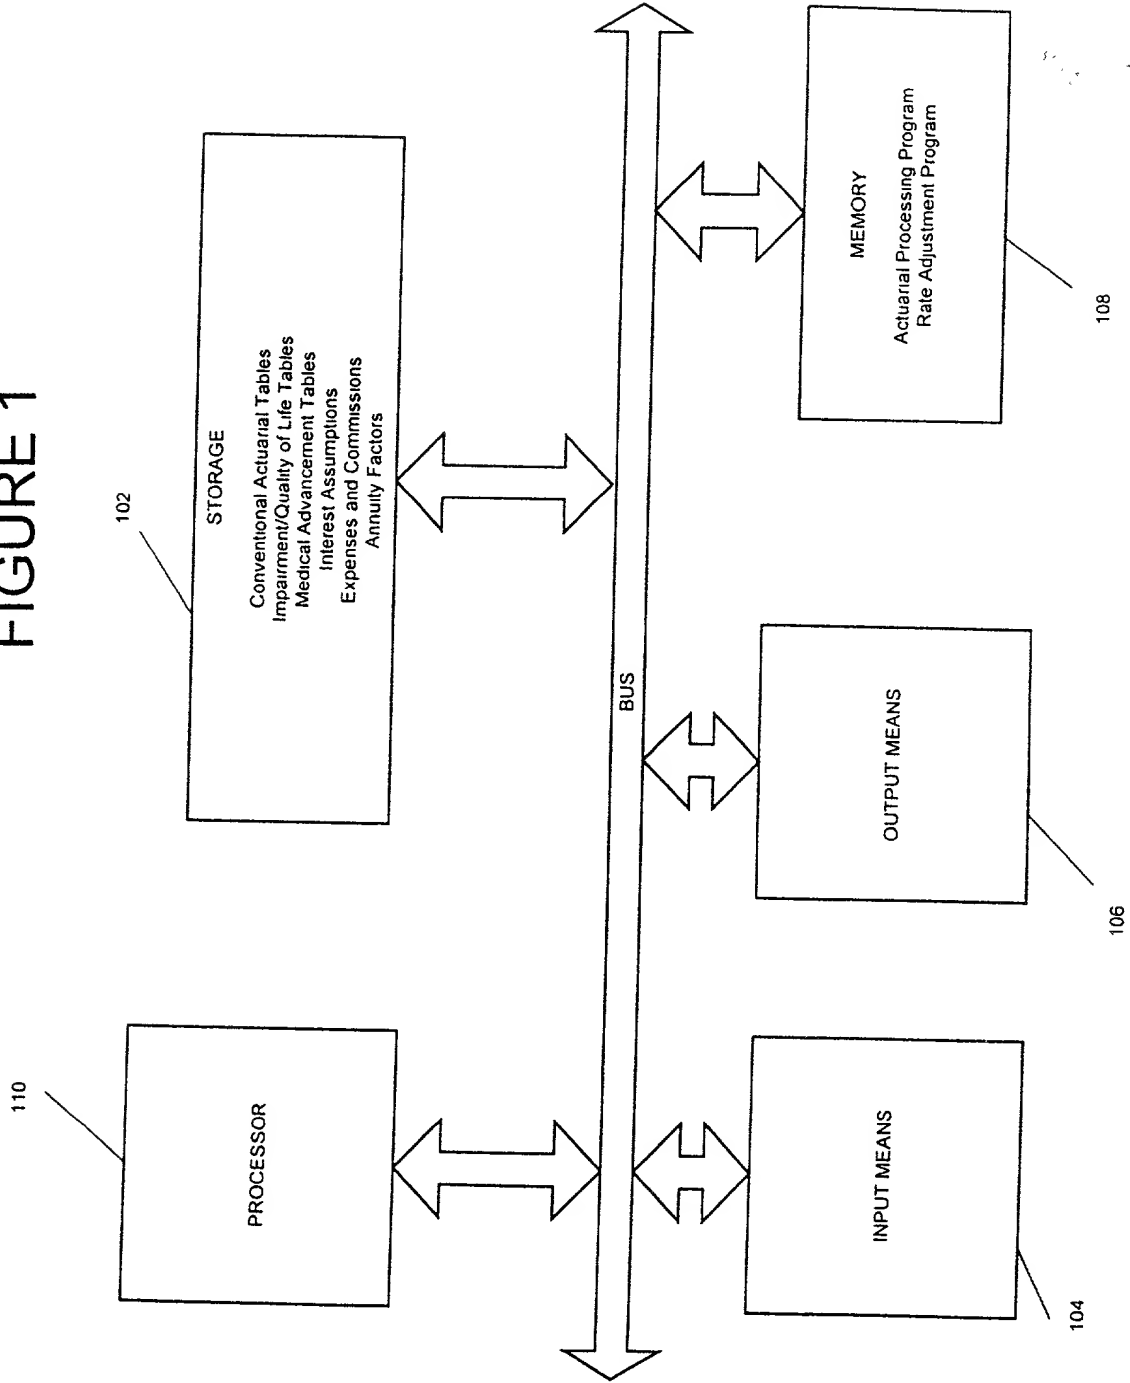 FIGURE 1
110
PROCESSOR
102
STORAGE
Conventional Actuarial Tables
Impairment/Quality of Life Tables
Medical Advancement Tables
Interest Assumptions
Expenses and Commissions
Annuity Factors
BUS
INPUT MEANS
104
OUTPUT MEANS
106
MEMORY
Actuarial Processing Program
Rate Adjustment Program
108